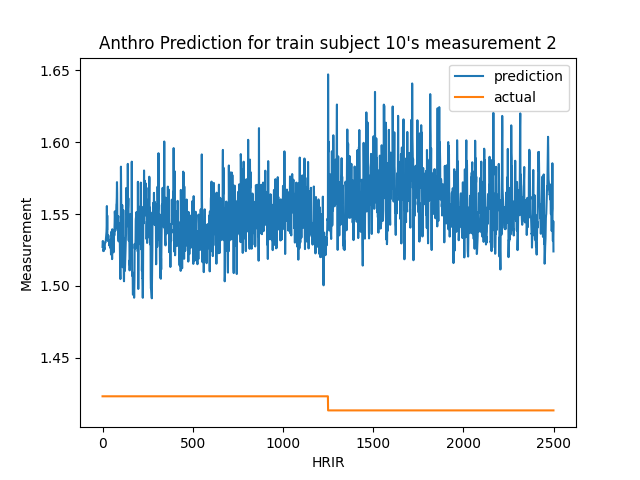 Anthro Prediction for train subject 10's measurement 2
prediction
actual
1.65
1.60
1.55
1.50
1.45
Measurement
0
500
1000
1500
2000
2500
HRIR